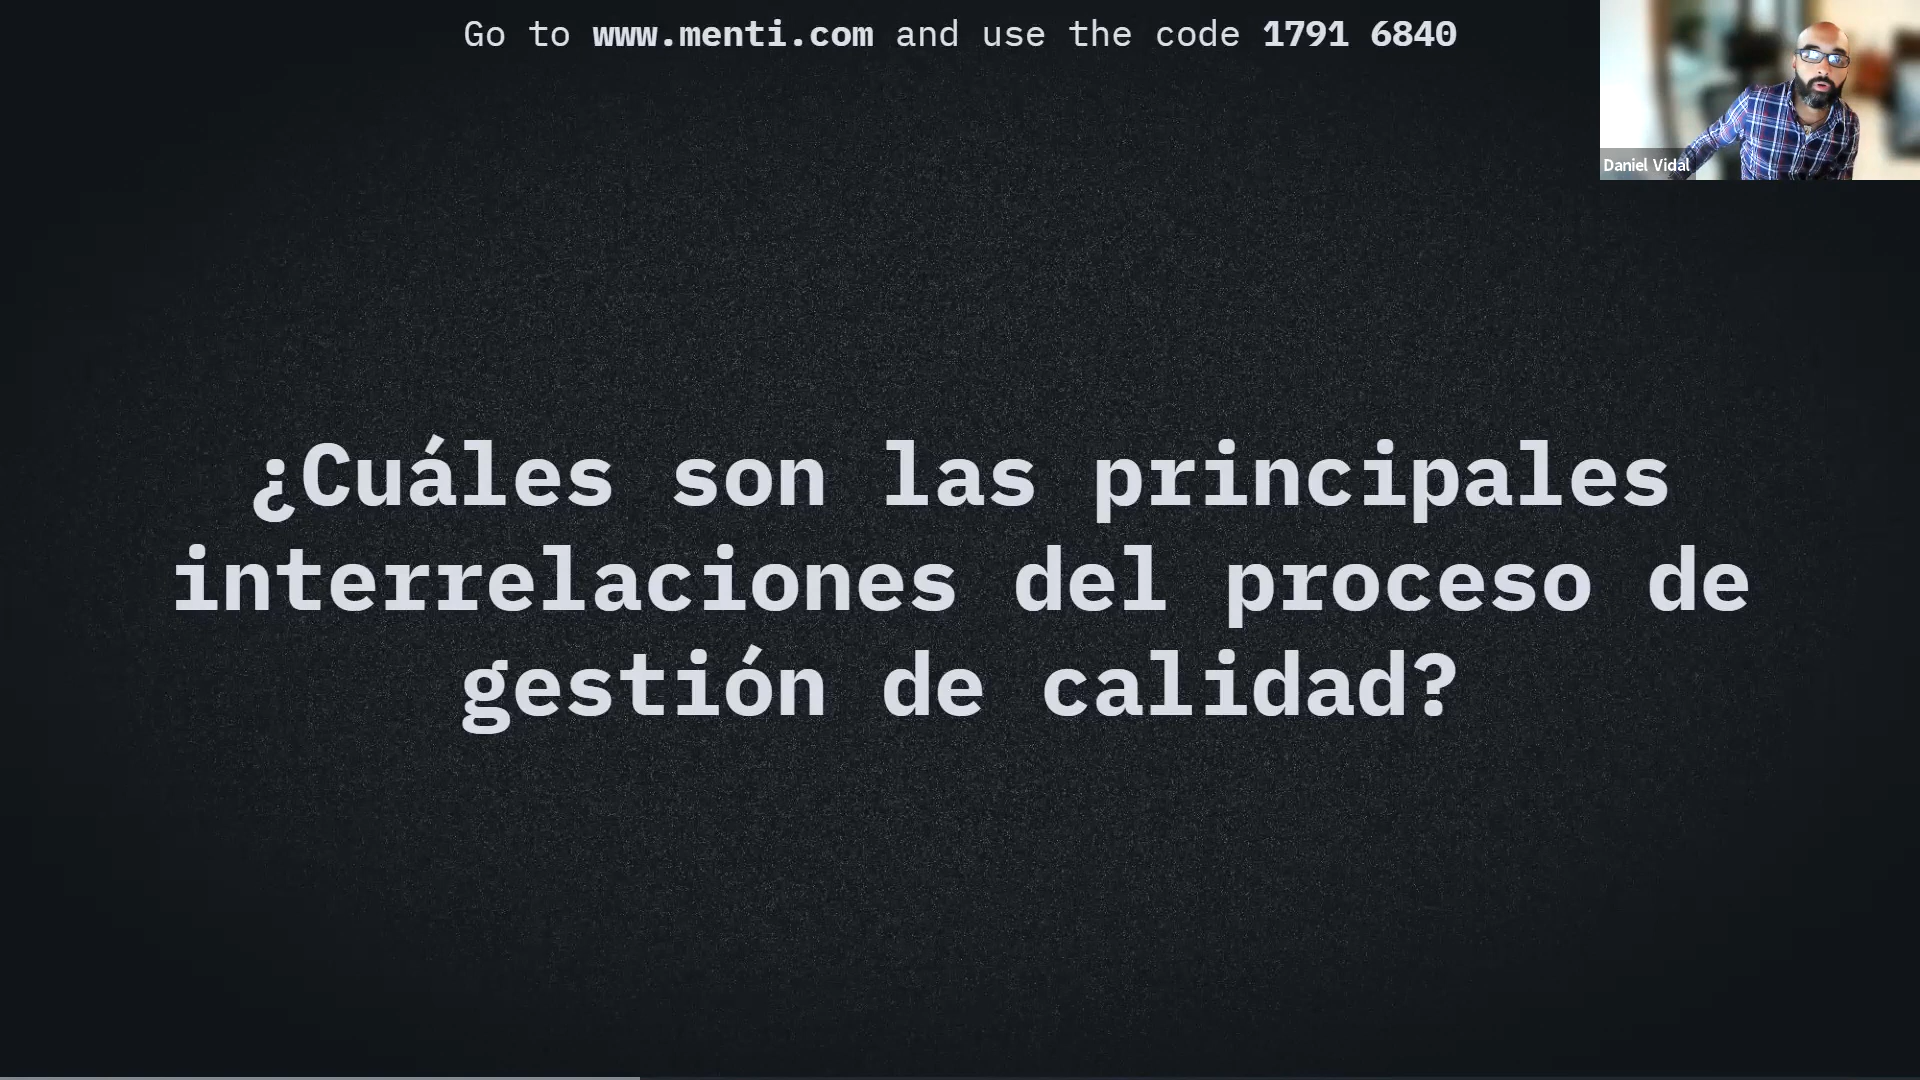 Go to www.menti.com and use the code 1791 6840
Daniel Vidal
¿Cuáles son las principales
interrelaciones del proceso de
gestión de calidad?